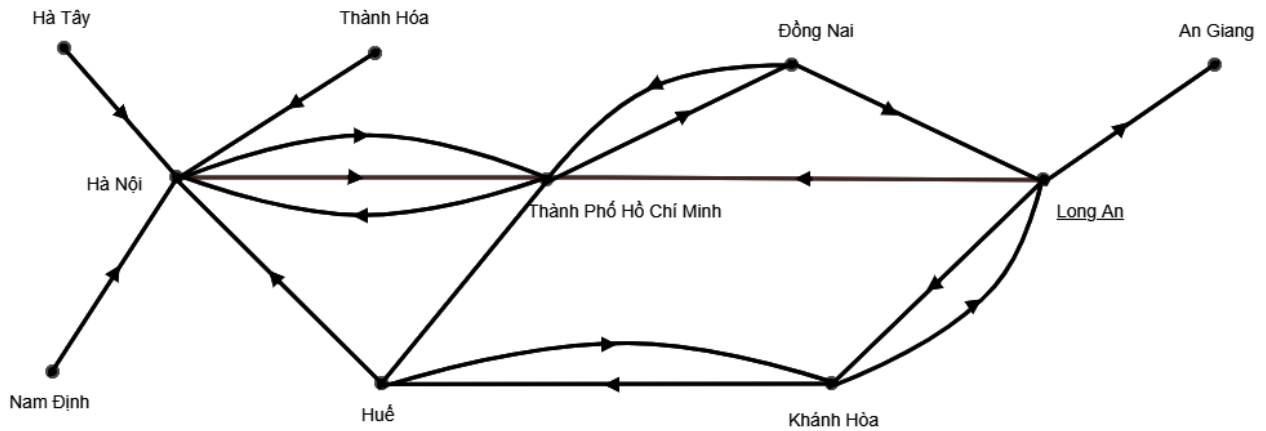 Hà Tây
Thành Hóa
Đồng Nai
An Giang
Hà Nội
Thành Phố Hồ Chí Minh
Long An
Nam Định
Huế
Khánh Hòa